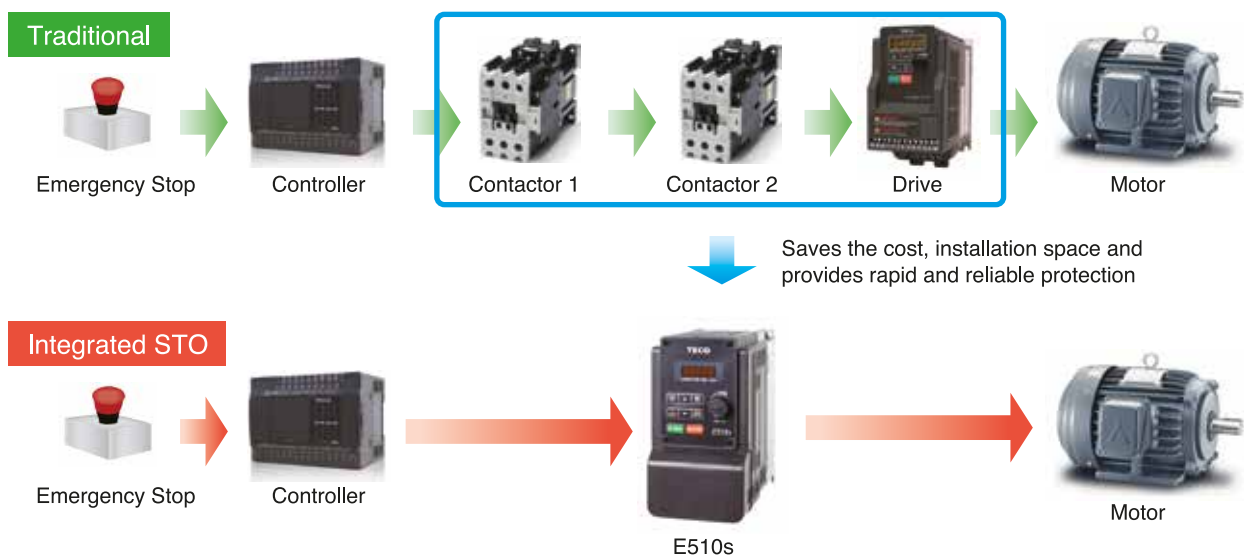 Traditional
Emergency Stop
Controller
Contactor 1
Contactor 2
Drive
Motor
Saves the cost, installation space and
provides rapid and reliable protection
Integrated STO
TECO
E510s
Emergency Stop
Controller
E510s
Motor